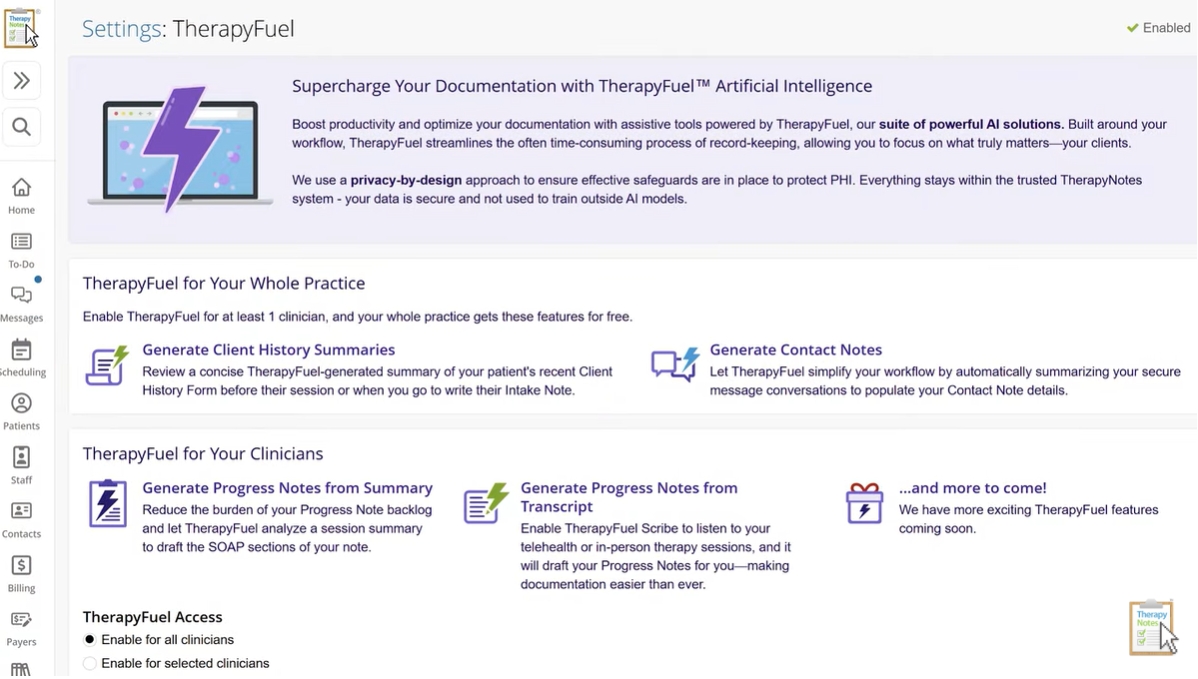 Therapy
Notes
Settings: TherapyFuel
Enabled
Supercharge Your Documentation with TherapyFuel™ Artificial Intelligence
Boost productivity and optimize your documentation with assistive tools powered by TherapyFuel, our suite of powerful AI solutions. Built around your
workflow, TherapyFuel streamlines the often time-consuming process of record-keeping, allowing you to focus on what truly matters—your clients.
We use a privacy-by-design approach to ensure effective safeguards are in place to protect PHI. Everything stays within the trusted TherapyNotes
system - your data is secure and not used to train outside AI models.
Home
To-Do
Messages
Scheduling
Patients
Staff
Contacts
Billing
Payers
TherapyFuel for Your Whole Practice
Enable TherapyFuel for at least 1 clinician, and your whole practice gets these features for free.
Generate Client History Summaries
Review a concise TherapyFuel-generated summary of your patient's recent Client
History Form before their session or when you go to write their Intake Note.
Generate Contact Notes
Let TherapyFuel simplify your workflow by automatically summarizing your secure
message conversations to populate your Contact Note details.
TherapyFuel for Your Clinicians
Generate Progress Notes from Summary
Reduce the burden of your Progress Note backlog
and let TherapyFuel analyze a session summary
to draft the SOAP sections of your note.
Generate Progress Notes from
Transcript
Enable TherapyFuel Scribe to listen to your
telehealth or in-person therapy sessions, and it
will draft your Progress Notes for you—making
documentation easier than ever.
...and more to come!
We have more exciting TherapyFuel features
coming soon.
TherapyFuel Access
Enable for all clinicians
Enable for selected clinicians
Therapy
Notes